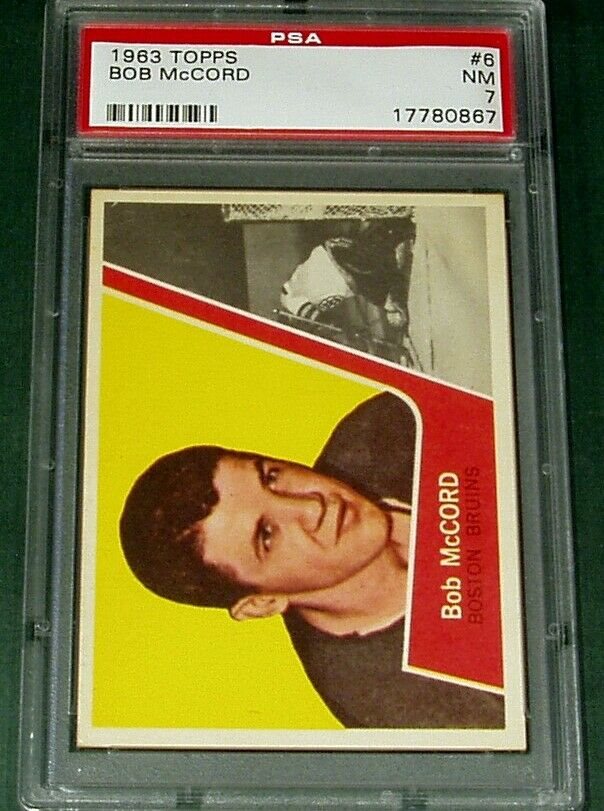 PSA
1963 TOPPS #6
BOB McCORD NM
7
17780867
Bob McCORD
BOSTON BRUINS